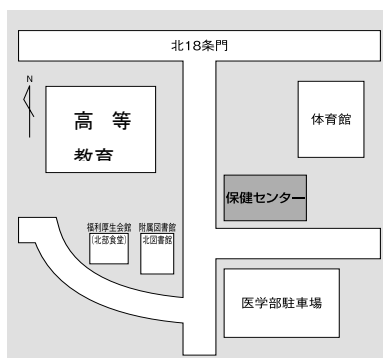 北18条門
N
高 等
教育
体育館
保健センター
福利厚生会館
(北部食堂)
附属図書館
北図書館
医学部駐車場